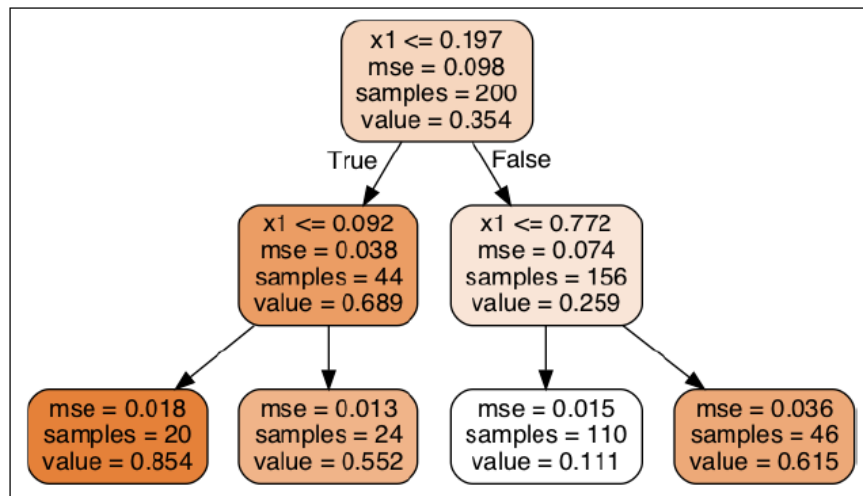 x1 <= 0.197
mse = 0.098
samples = 200
value = 0.354
True
False
x1 <= 0.092
mse = 0.038
samples = 44
value = 0.689
x1 <= 0.772
mse = 0.074
samples = 156
value = 0.259
mse = 0.018
samples = 20
value = 0.854
mse = 0.013
samples = 24
value = 0.552
mse = 0.015
samples = 110
value = 0.111
mse = 0.036
samples = 46
value = 0.615